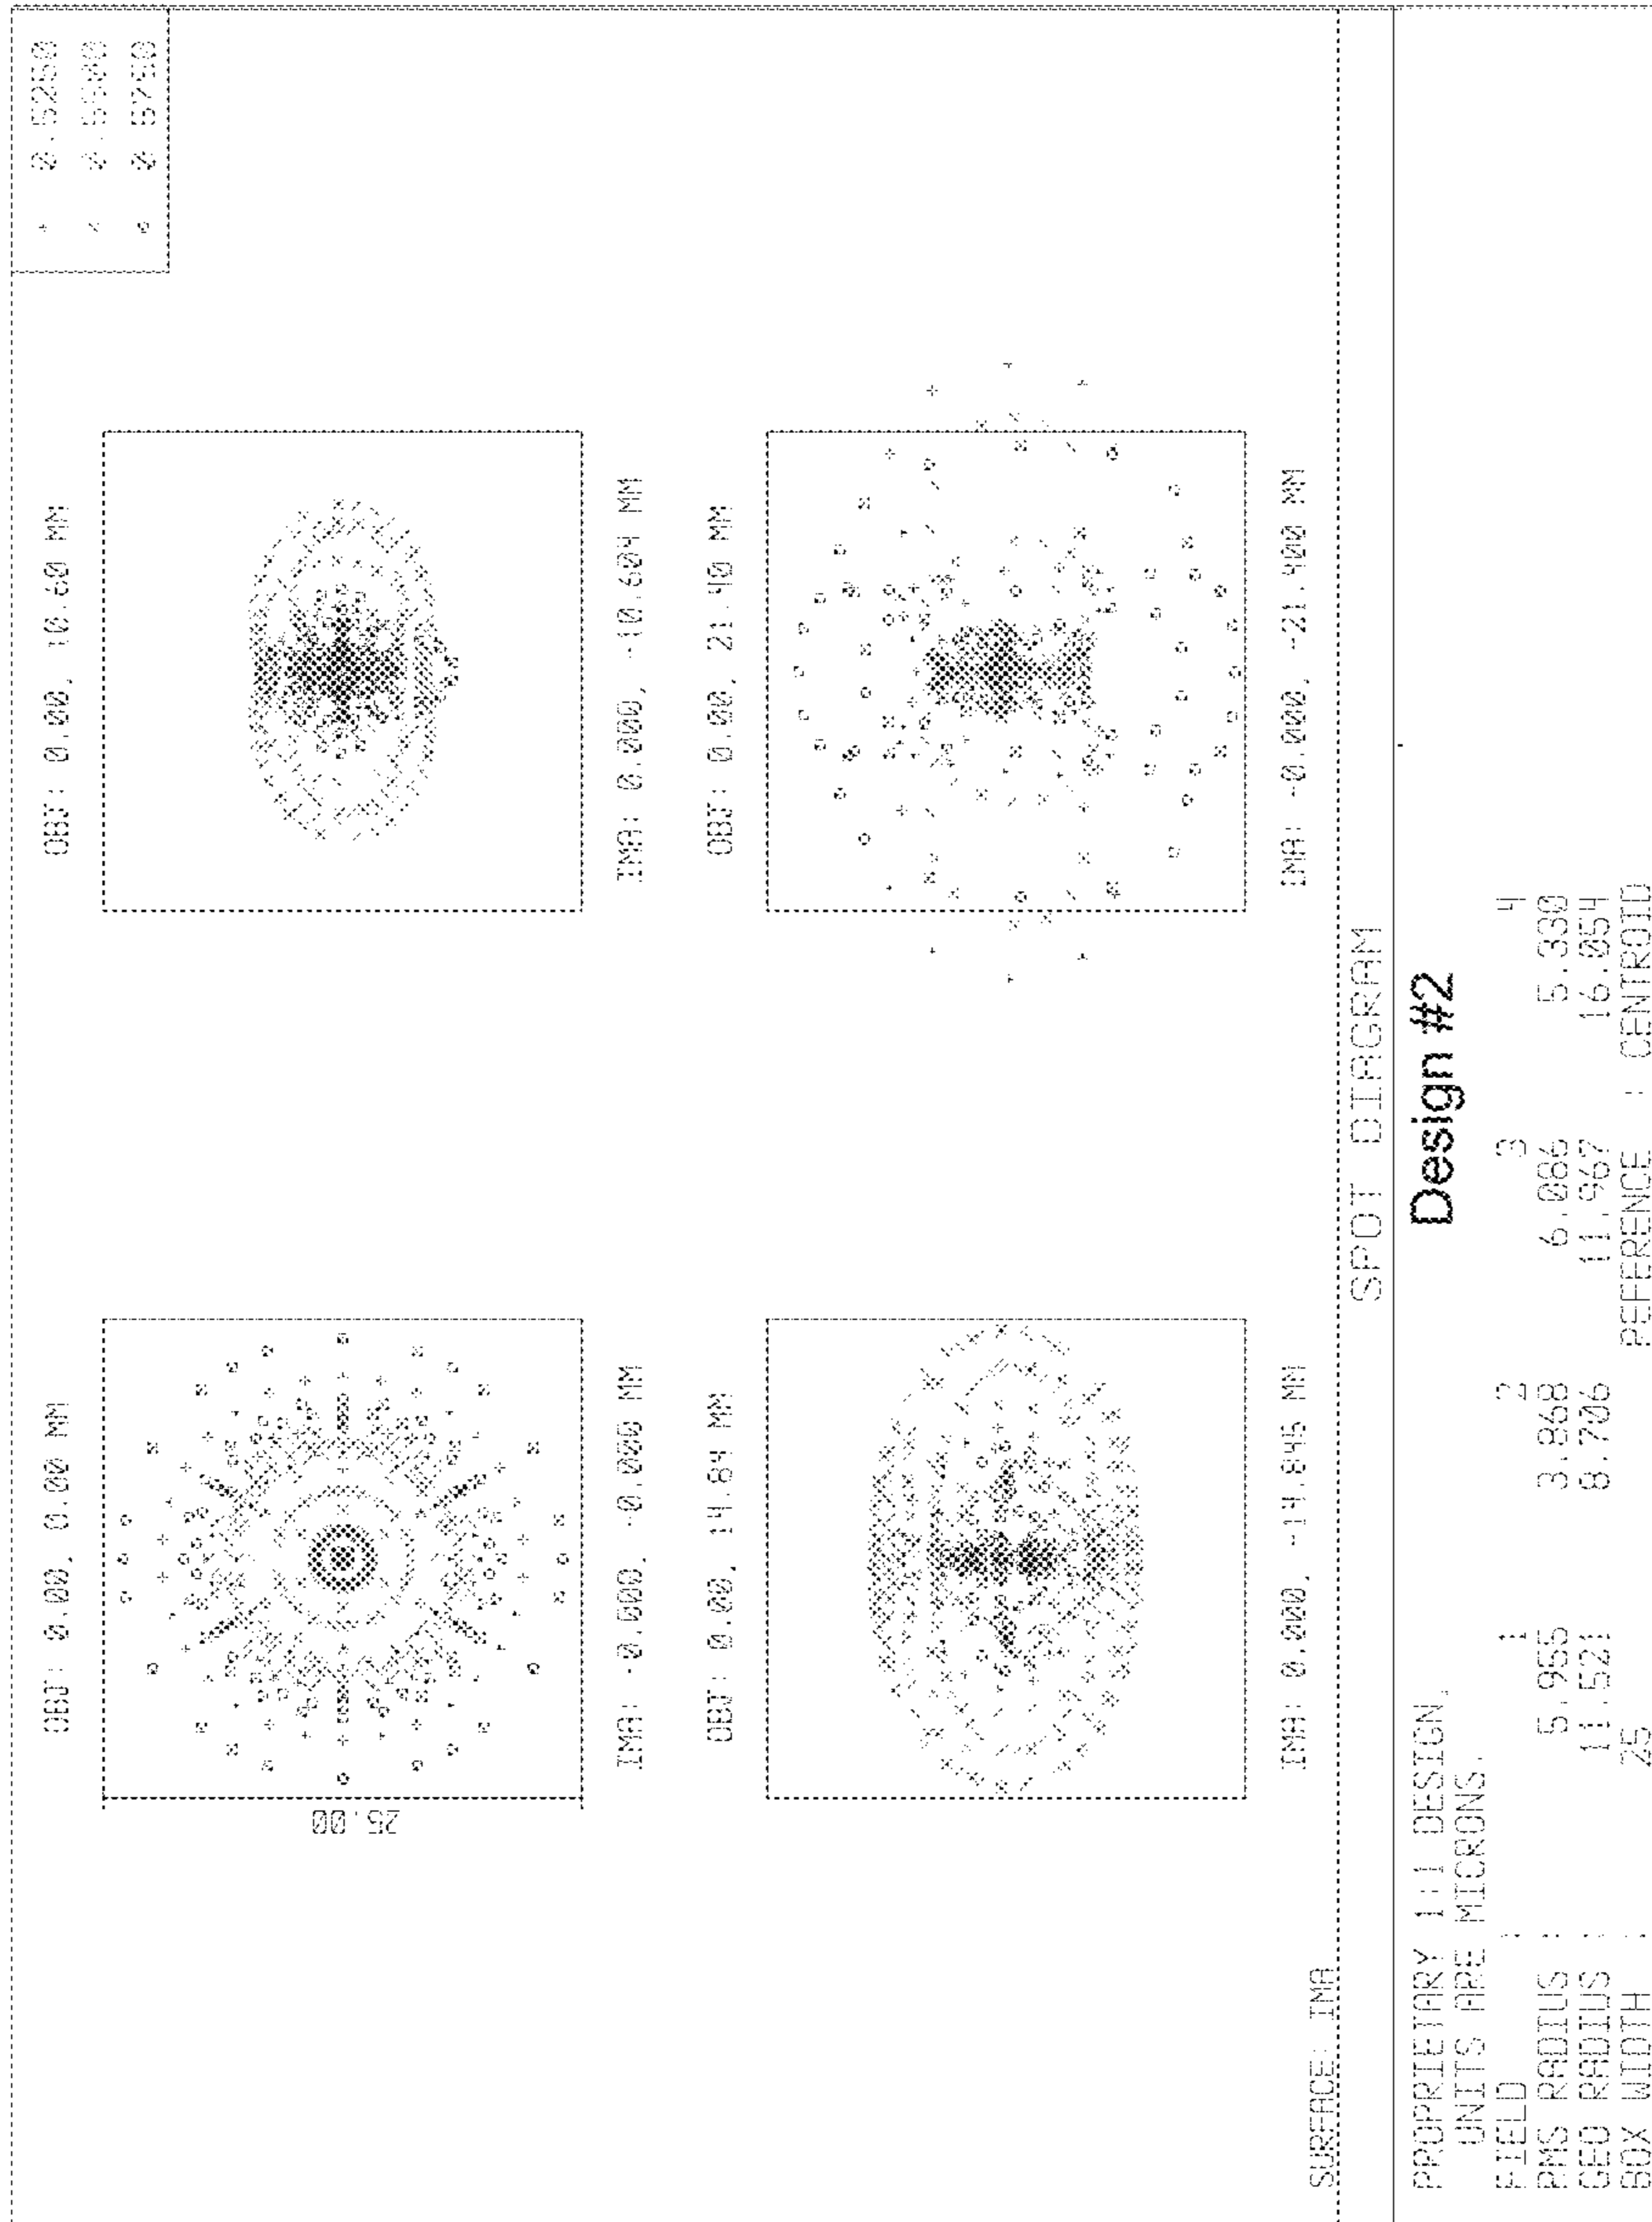 + 0.5250
× 0.5500
0.5750
OBJ: 0.00, 0.00 MM
OBJ: 0.00, 10.60 MM
25.00
IMA: -0.000, -0.000 MM
IMA: 0.000, -10.604 MM
OBJ: 0.00, 14.84 MM
OBJ: 0.00, 21.40 MM
IMA: 0.000, -14.846 MM
IMA: -0.000, -21.400 MM
SURFACE: IMA
SPOT DIAGRAM
Design #2
PROPRIETARY 1:1 DESIGN.
UNITS ARE MICRONS.
FIELD : 1 2 3 4
RMS RADIUS : 5.955 3.868 6.086 5.330
GEO RADIUS : 11.521 8.706 11.967 16.054
BOX WIDTH : 25 REFERENCE : CENTROID